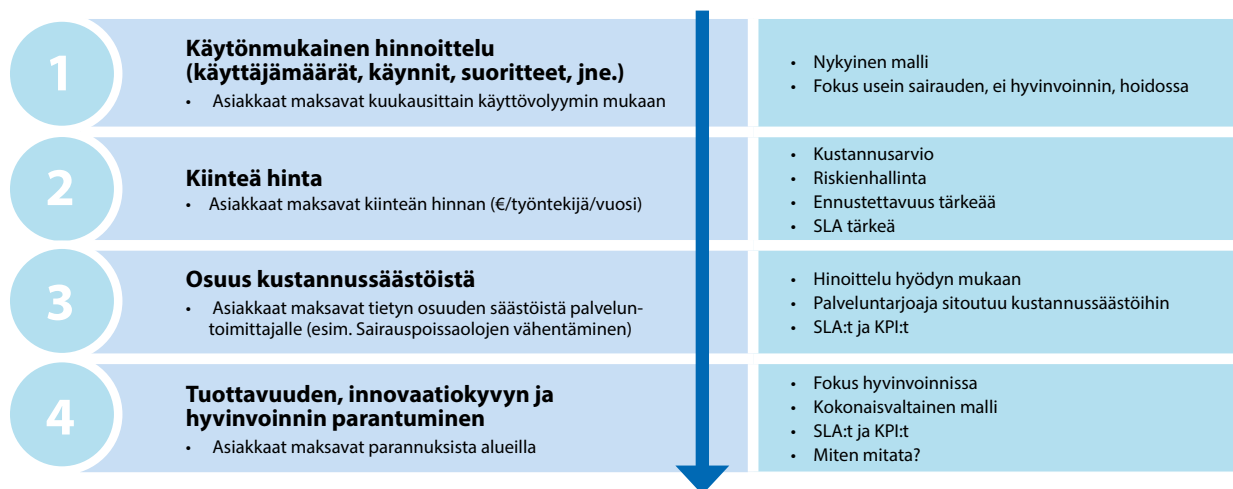 1
Käytönmukainen hinnoittelu
(käyttäjämäärät, käynnit, suoritteet, jne.)
• Asiakkaat maksavat kuukausittain käyttövolyymin mukaan
• Nykyinen malli
• Fokus usein sairauden, ei hyvinvoinnin, hoidossa
2
Kiinteä hinta
• Asiakkaat maksavat kiinteän hinnan (€/työntekijä/vuosi)
• Kustannusarvio
• Riskienhallinta
• Ennustettavuus tärkeää
• SLA tärkeä
3
Osuus kustannussäästöistä
• Asiakkaat maksavat tietyn osuuden säästöistä palvelun-
toimittajalle (esim. Sairauspoissaolojen vähentäminen)
• Hinoittelu hyödyn mukaan
• Palveluntarjoaja sitoutuu kustannussäästöihin
• SLA:t ja KPI:t
4
Tuottavuuden, innovaatiokyvyn ja
hyvinvoinnin parantuminen
• Asiakkaat maksavat parannuksista alueilla
• Fokus hyvinvoinnissa
• Kokonaisvaltainen malli
• SLA:t ja KPI:t
• Miten mitata?